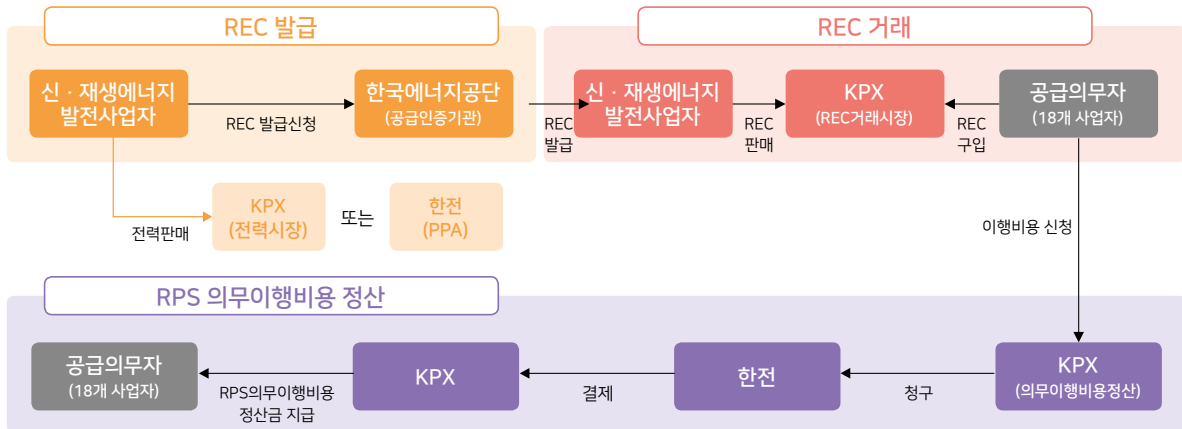 REC 발급
신 · 재생에너지
발전사업자
REC 발급신청
한국에너지공단
(공급인증기관)
전력판매
KPX
(전력시장)
또는
한전
(PPA)
REC 거래
REC
발급
신 · 재생에너지
발전사업자
REC
판매
KPX
(REC거래시장)
REC
구입
공급의무자
(18개 사업자)
이행비용 신청
RPS 의무이행비용 정산
공급의무자
(18개 사업자)
RPS의무이행비용
정산금 지급
KPX
결제
한전
청구
KPX
(의무이행비용정산)